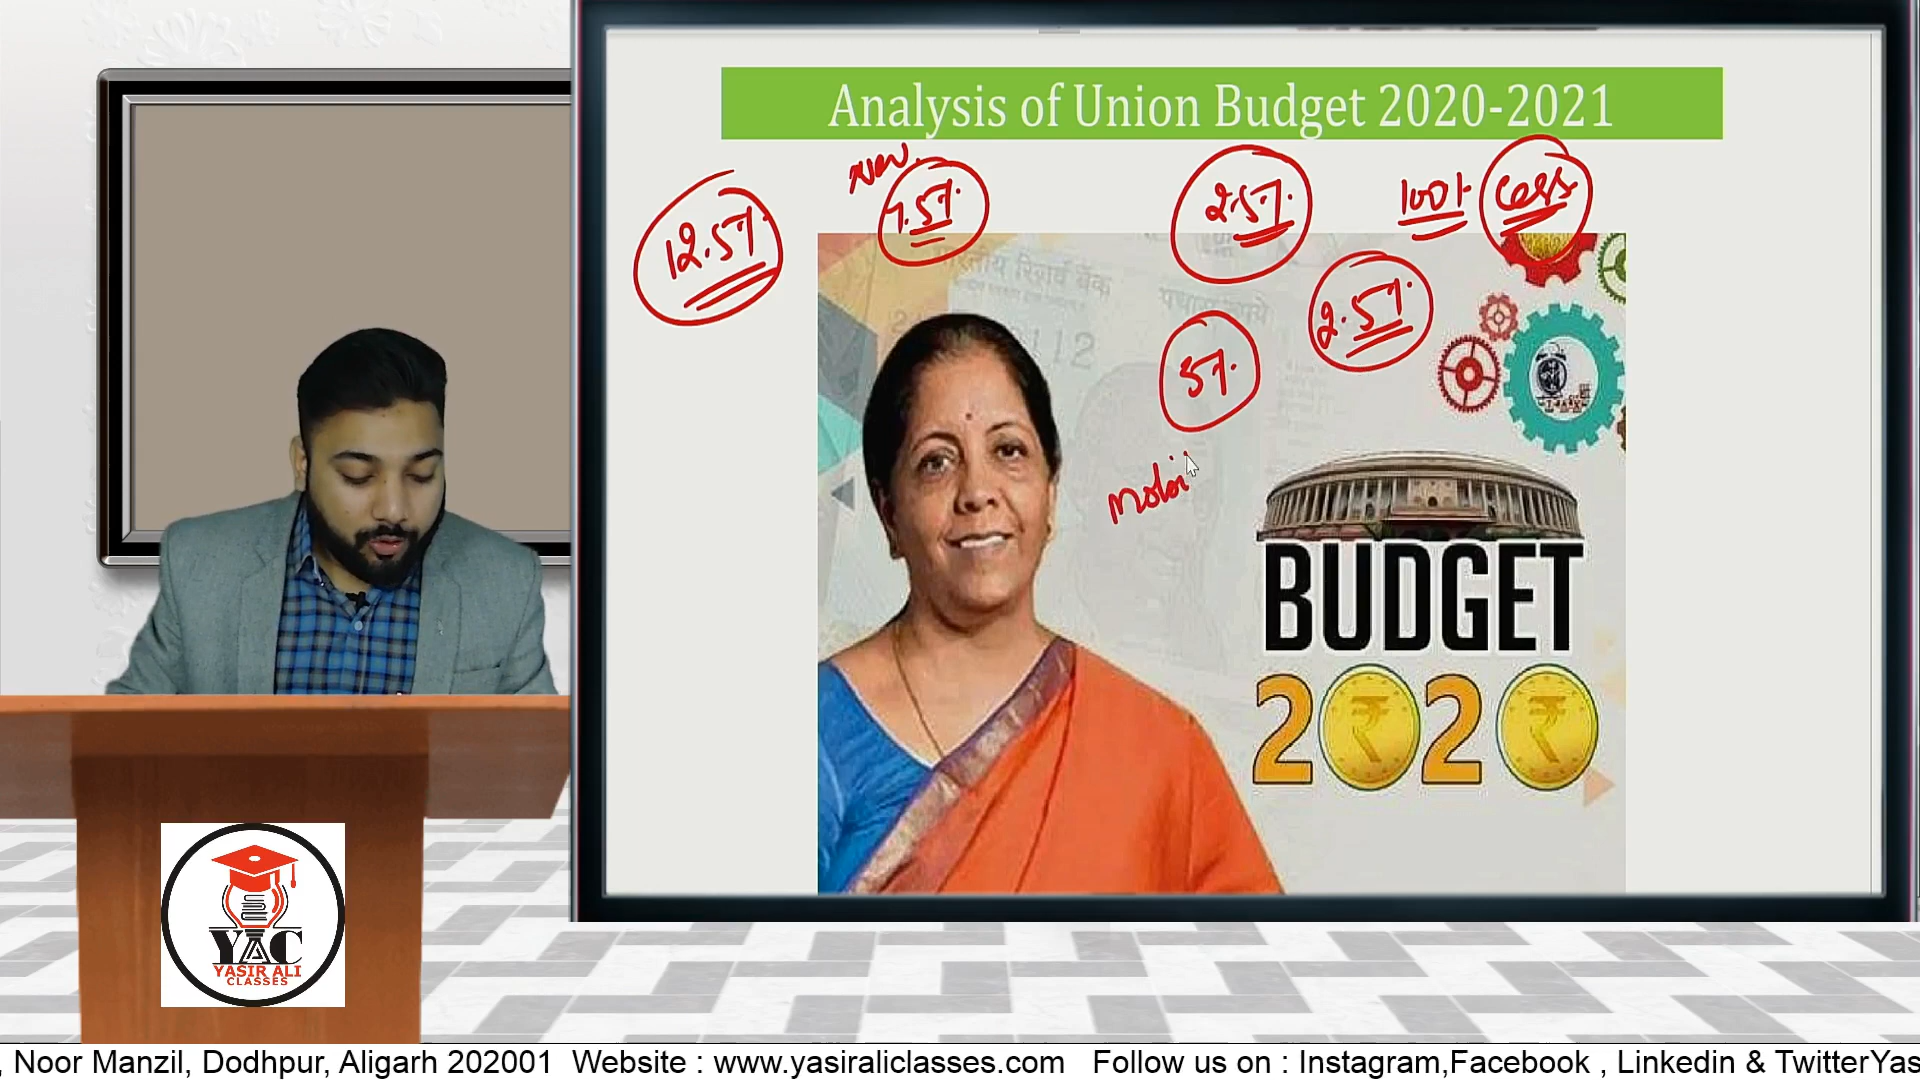 Analysis of Union Budget 2020-2021
12.5%
7.5%
2.5%
100%
Cess
2.5%
5%
Mobi
भारतीय रिज़र्व बैंक
112
BUDGET
2020
YAC
YASIR ALI
CLASSES
, Noor Manzil, Dodhpur, Aligarh 202001 Website : www.yasiraliclasses.com Follow us on : Instagram,Facebook , Linkedin & TwitterYas